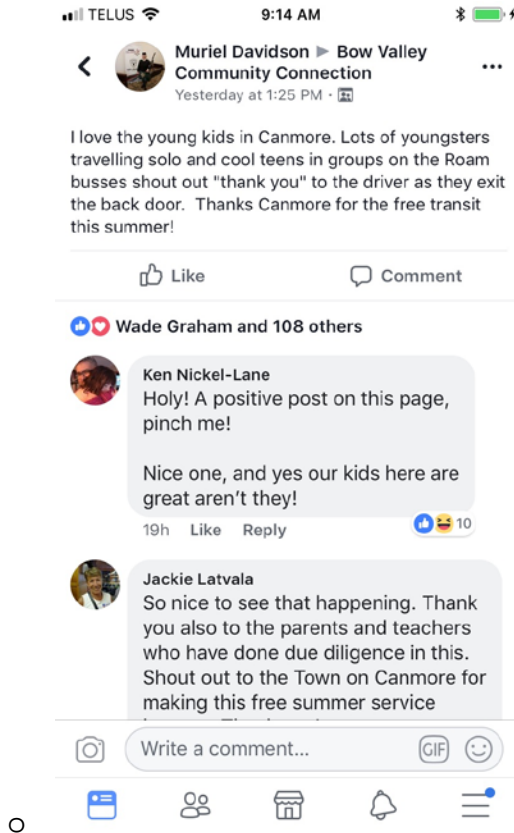 TELUS 9:14 AM
Muriel Davidson ▶ Bow Valley
Community Connection
Yesterday at 1:25 PM ·
I love the young kids in Canmore. Lots of youngsters
travelling solo and cool teens in groups on the Roam
busses shout out "thank you" to the driver as they exit
the back door.  Thanks Canmore for the free transit
this summer!
Like Comment
Wade Graham and 108 others
Ken Nickel-Lane
Holy! A positive post on this page,
pinch me!
Nice one, and yes our kids here are
great aren't they!
19h Like Reply 10
Jackie Latvala
So nice to see that happening. Thank
you also to the parents and teachers
who have done due diligence in this.
Shout out to the Town on Canmore for
making this free summer service
Write a comment... GIF